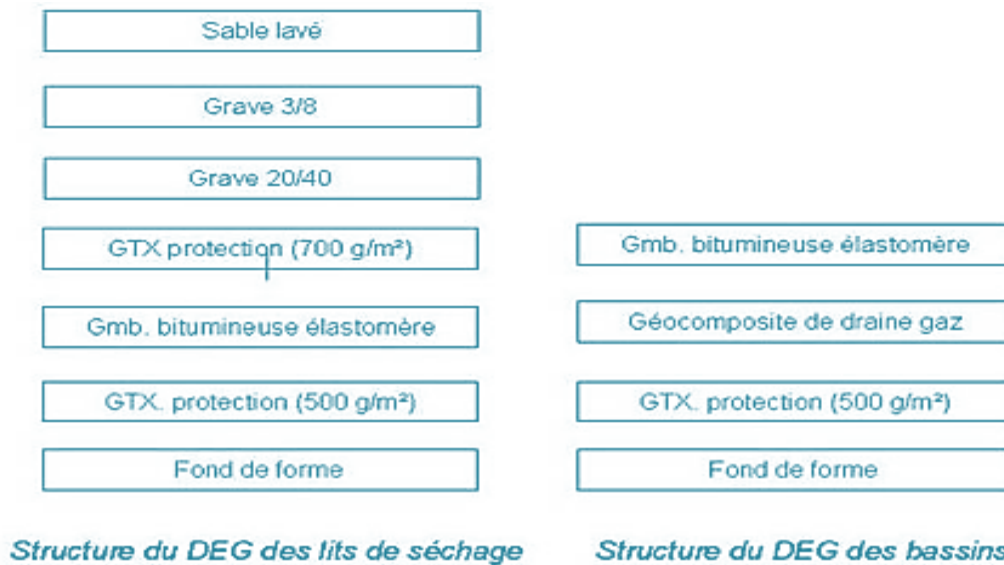 Sable lavé
Grave 3/8
Grave 20/40
GTX protection (700 g/m²)
Gmb. bitumineuse élastomère
GTX. protection (500 g/m²)
Fond de forme
Structure du DEG des lits de séchage
Gmb. bitumineuse élastomère
Géocomposite de draine gaz
GTX. protection (500 g/m²)
Fond de forme
Structure du DEG des bassins